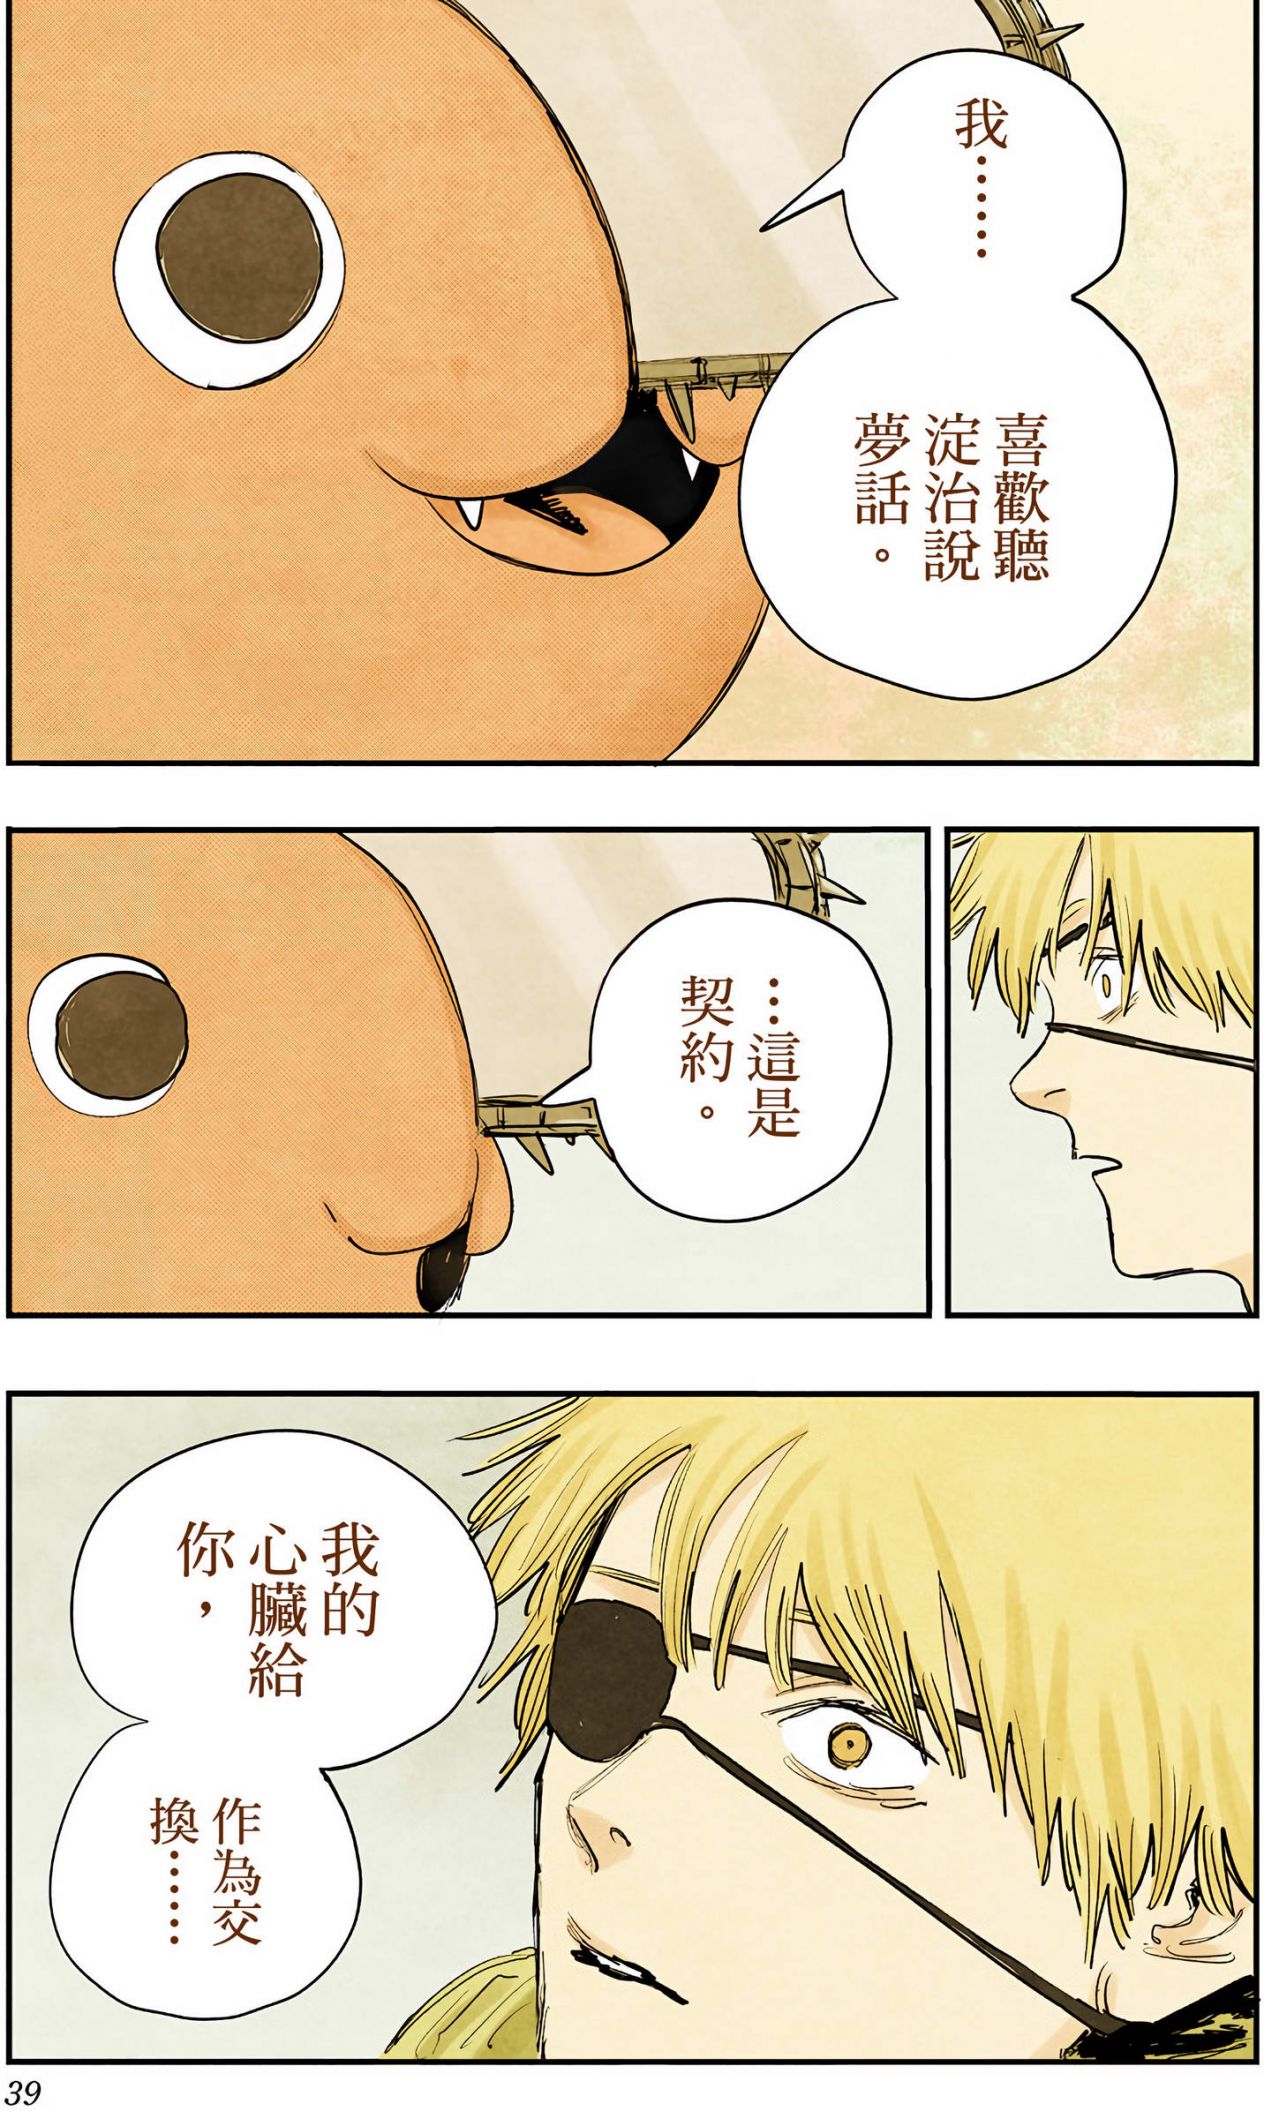 我⋯⋯
喜歡聽
淀治說
夢話。
⋯這是
契約。
我的
心臟給
你，
作為交
換⋯⋯
39